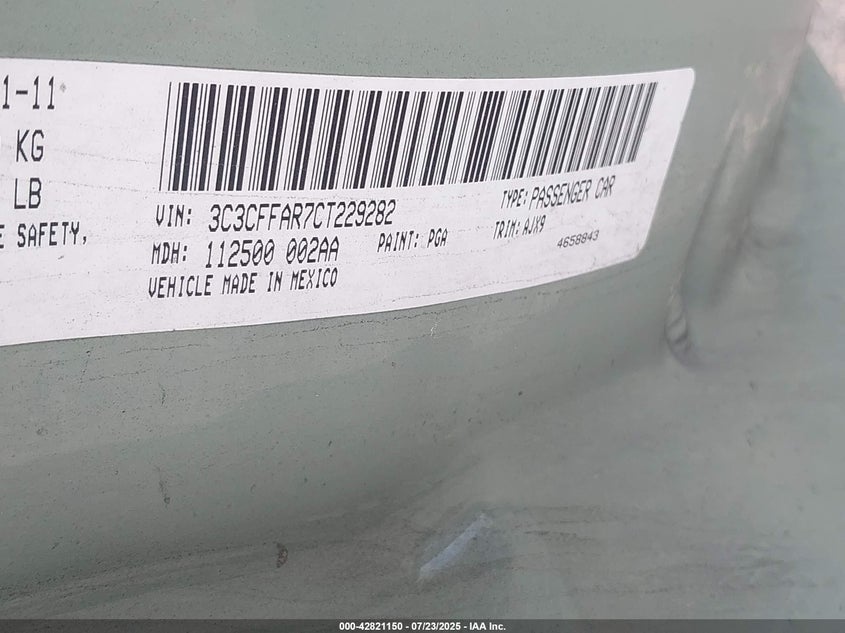 1-11
KG
LB
E SAFETY,
VIN: 3C3CFFAR7CT229282
TYPE: PASSENGER CAR
MDH: 112500 002AA
PAINT: PGA
TRIM: AJX9
4658843
VEHICLE MADE IN MEXICO
000-42821150 - 07/23/2025 - IAA Inc.